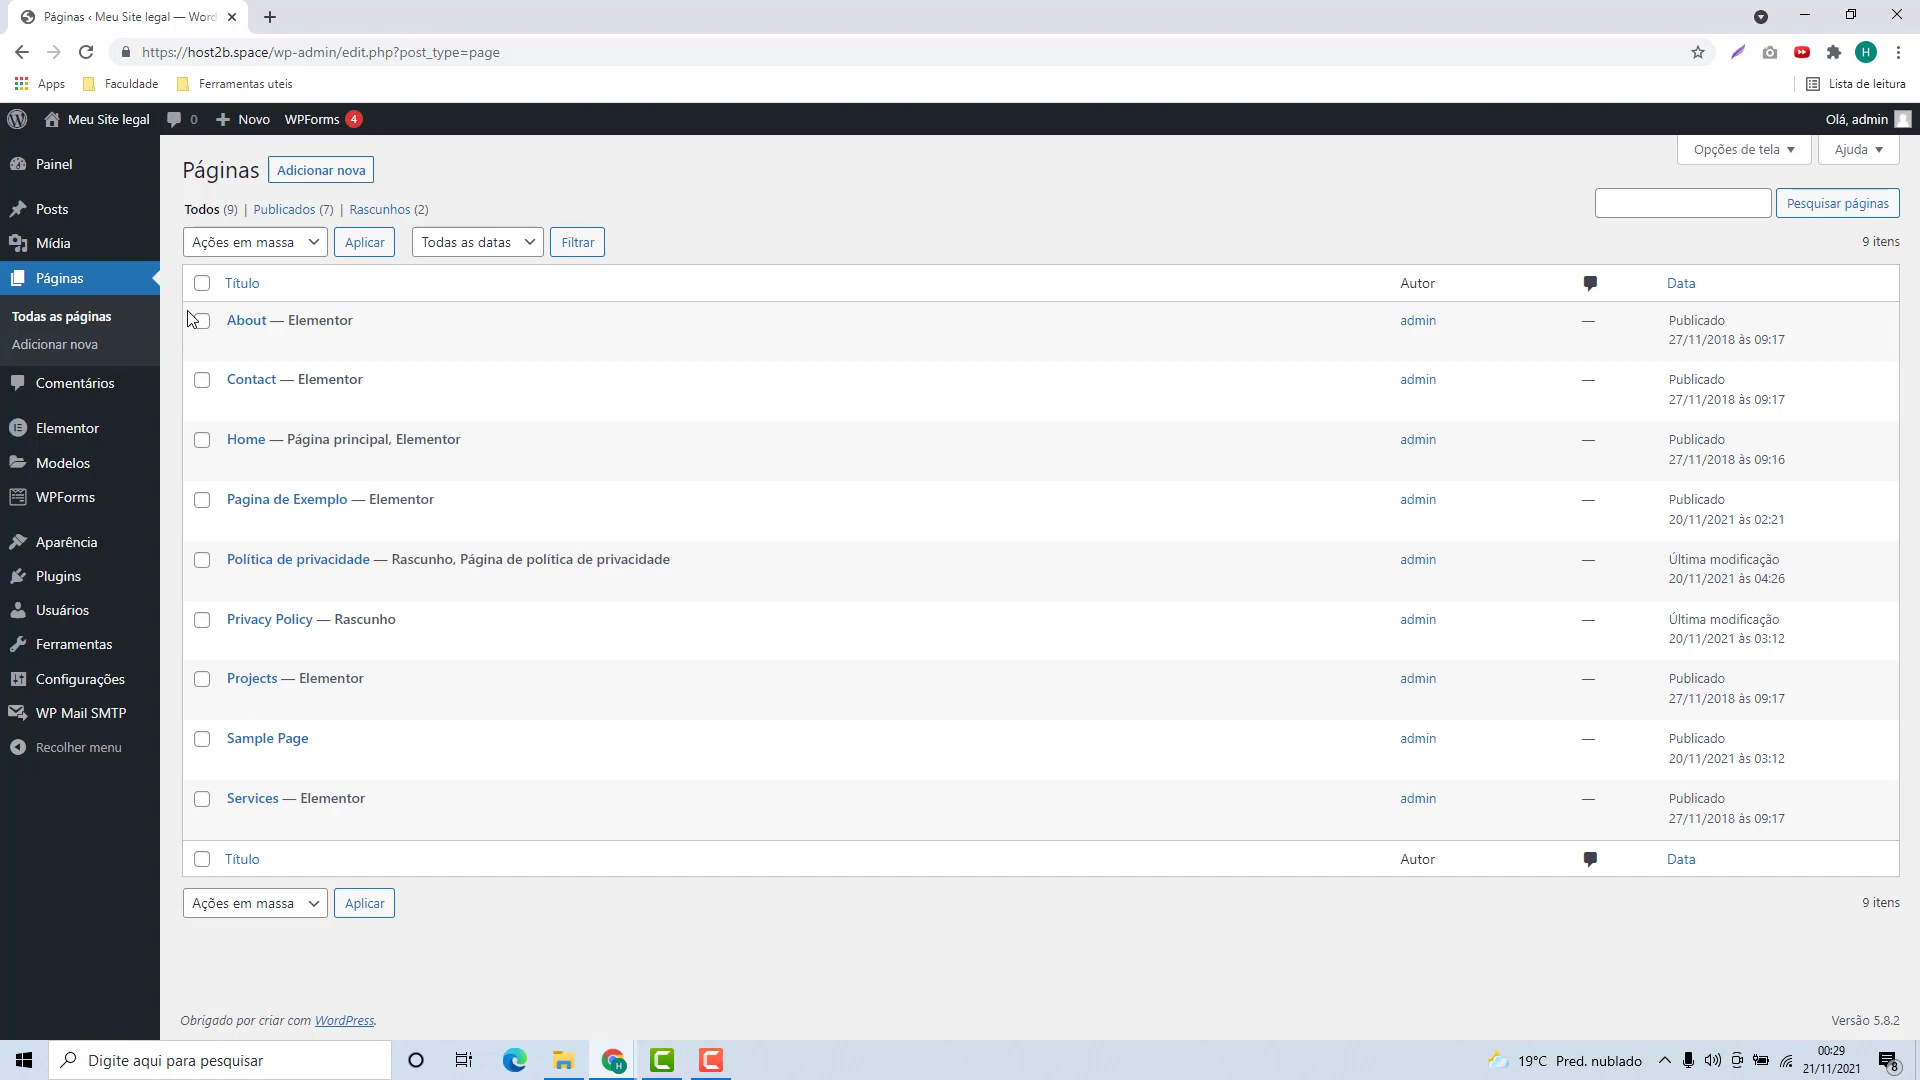 Páginas ‹ Meu Site legal — Word
https://host2b.space/wp-admin/edit.php?post_type=page
H
Apps
Faculdade
Ferramentas uteis
Lista de leitura
Meu Site legal
0
Novo
WPForms 4
Olá, admin
Painel
Posts
Mídia
Páginas
Todas as páginas
Adicionar nova
Comentários
Elementor
Modelos
WPForms
Aparência
Plugins
Usuários
Ferramentas
Configurações
WP Mail SMTP
Recolher menu
Opções de tela
Ajuda
Páginas
Adicionar nova
Todos (9) | Publicados (7) | Rascunhos (2)
Pesquisar páginas
Ações em massa
Aplicar
Todas as datas
Filtrar
9 itens
Título Autor Data
About — Elementor admin — Publicado
27/11/2018 às 09:17
Contact — Elementor admin — Publicado
27/11/2018 às 09:17
Home — Página principal, Elementor admin — Publicado
27/11/2018 às 09:16
Pagina de Exemplo — Elementor admin — Publicado
20/11/2021 às 02:21
Política de privacidade — Rascunho, Página de política de privacidade admin — Última modificação
20/11/2021 às 04:26
Privacy Policy — Rascunho admin — Última modificação
20/11/2021 às 03:12
Projects — Elementor admin — Publicado
27/11/2018 às 09:17
Sample Page admin — Publicado
20/11/2021 às 03:12
Services — Elementor admin — Publicado
27/11/2018 às 09:17
Título Autor Data
Ações em massa
Aplicar
9 itens
Obrigado por criar com WordPress.
Versão 5.8.2
Digite aqui para pesquisar
19°C Pred. nublado
00:29
21/11/2021
8